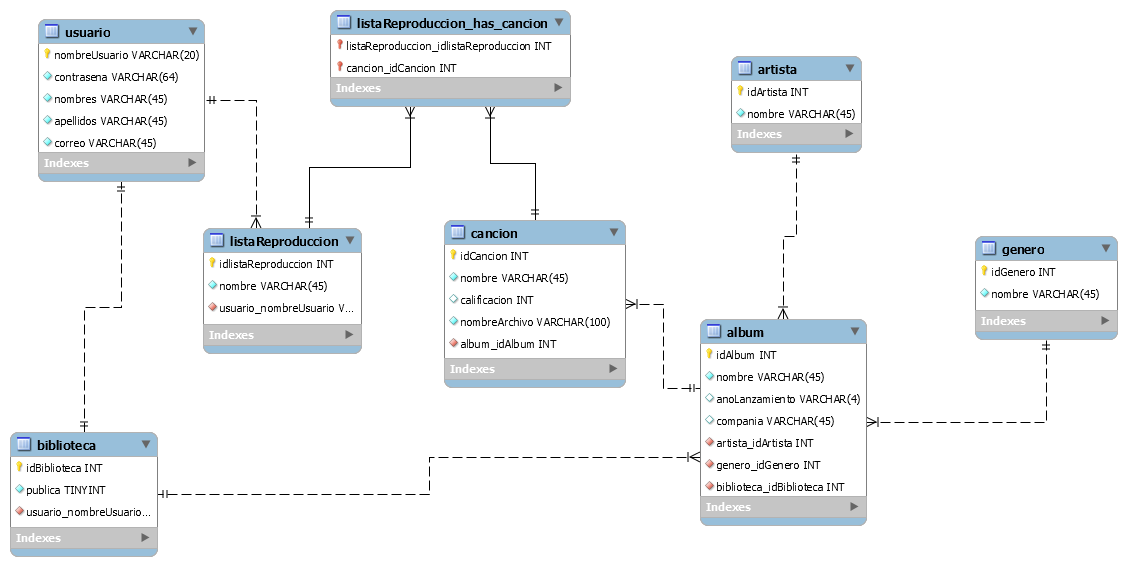 usuario
nombreUsuario VARCHAR(20)
contrasena VARCHAR(64)
nombres VARCHAR(45)
apellidos VARCHAR(45)
correo VARCHAR(45)
Indexes
listaReproduccion_has_cancion
listaReproduccion_idlistaReproduccion INT
cancion_idCancion INT
Indexes
artista
idArtista INT
nombre VARCHAR(45)
Indexes
listaReproduccion
idlistaReproduccion INT
nombre VARCHAR(45)
usuario_nombreUsuario V...
Indexes
cancion
idCancion INT
nombre VARCHAR(45)
calificacion INT
nombreArchivo VARCHAR(100)
album_idAlbum INT
Indexes
genero
idGenero INT
nombre VARCHAR(45)
Indexes
album
idAlbum INT
nombre VARCHAR(45)
anoLanzamiento VARCHAR(4)
compania VARCHAR(45)
artista_idArtista INT
genero_idGenero INT
biblioteca_idBiblioteca INT
Indexes
biblioteca
idBiblioteca INT
publica TINYINT
usuario_nombreUsuario...
Indexes